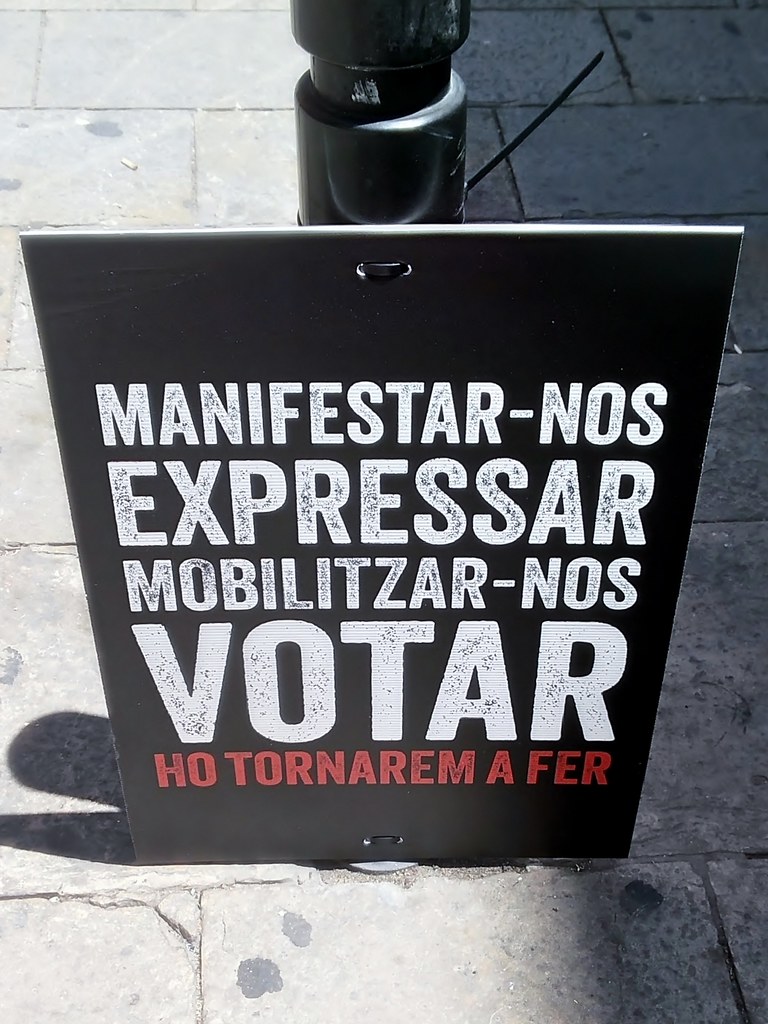 MANIFESTAR-NOS
EXPRESSAR
MOBILITZAR-NOS
VOTAR
HO TORNAREM A FER